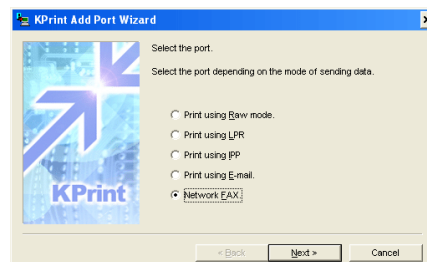 KPrint Add Port Wizard
Select the port.
Select the port depending on the mode of sending data.
Print using Raw mode.
Print using LPR
Print using IPP
Print using E-mail.
Network FAX.
KPrint
< Back
Next >
Cancel